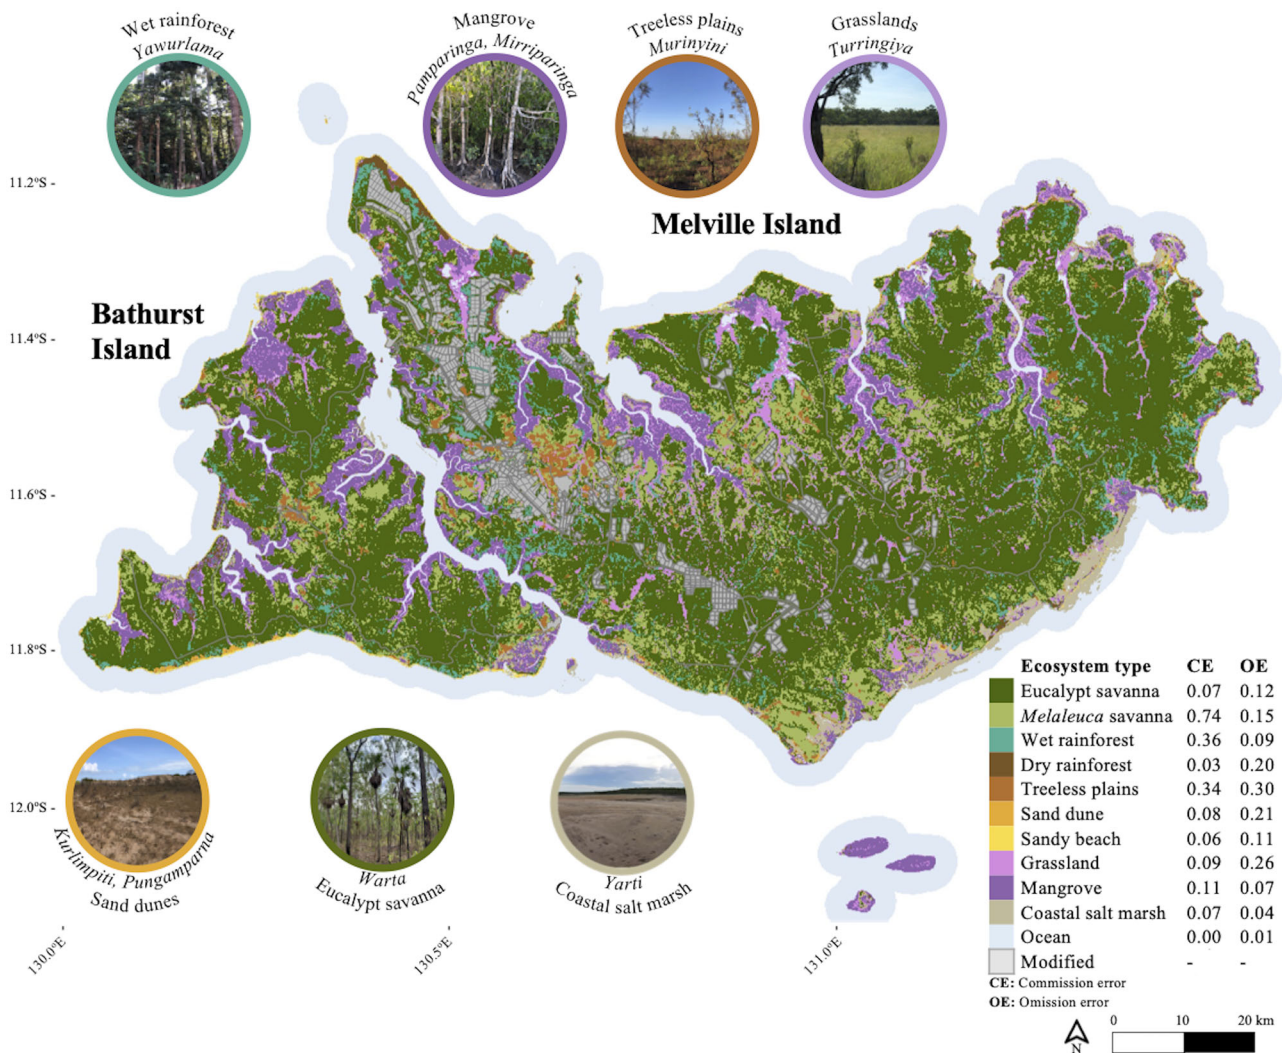 Wet rainforest
Yawurlama
Mangrove
Pamparinga, Mirriparinga
Treeless plains
Murinyini
Grasslands
Turringiya
11.2°S -
Melville Island
Bathurst
Island
11.4°S -
11.6°S -
11.8°S -
12.0°S -
Kurlimpiti, Pungamparna
Sand dunes
Warta
Eucalypt savanna
Yarti
Coastal salt marsh
130.0°E
130.5°E
131.0°E
Ecosystem type CE OE
Eucalypt savanna 0.07 0.12
Melaleuca savanna 0.74 0.15
Wet rainforest 0.36 0.09
Dry rainforest 0.03 0.20
Treeless plains 0.34 0.30
Sand dune 0.08 0.21
Sandy beach 0.06 0.11
Grassland 0.09 0.26
Mangrove 0.11 0.07
Coastal salt marsh 0.07 0.04
Ocean 0.00 0.01
Modified - -
CE: Commission error
OE: Omission error
0 10 20 km
N